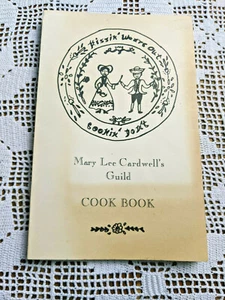 Kissin' Wears Out
Cookin' Don't
Mary Lee Cardwell's
Guild
COOK BOOK